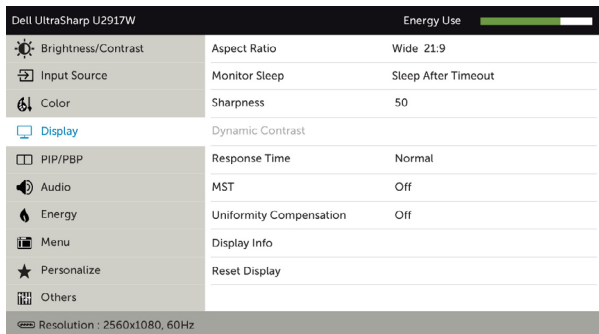 Dell UltraSharp U2917W Energy Use
Brightness/Contrast Aspect Ratio Wide 21:9
Input Source Monitor Sleep Sleep After Timeout
Color Sharpness 50
Display Dynamic Contrast
PIP/PBP Response Time Normal
Audio MST Off
Energy Uniformity Compensation Off
Menu Display Info
Personalize Reset Display
Others
Resolution : 2560x1080, 60Hz